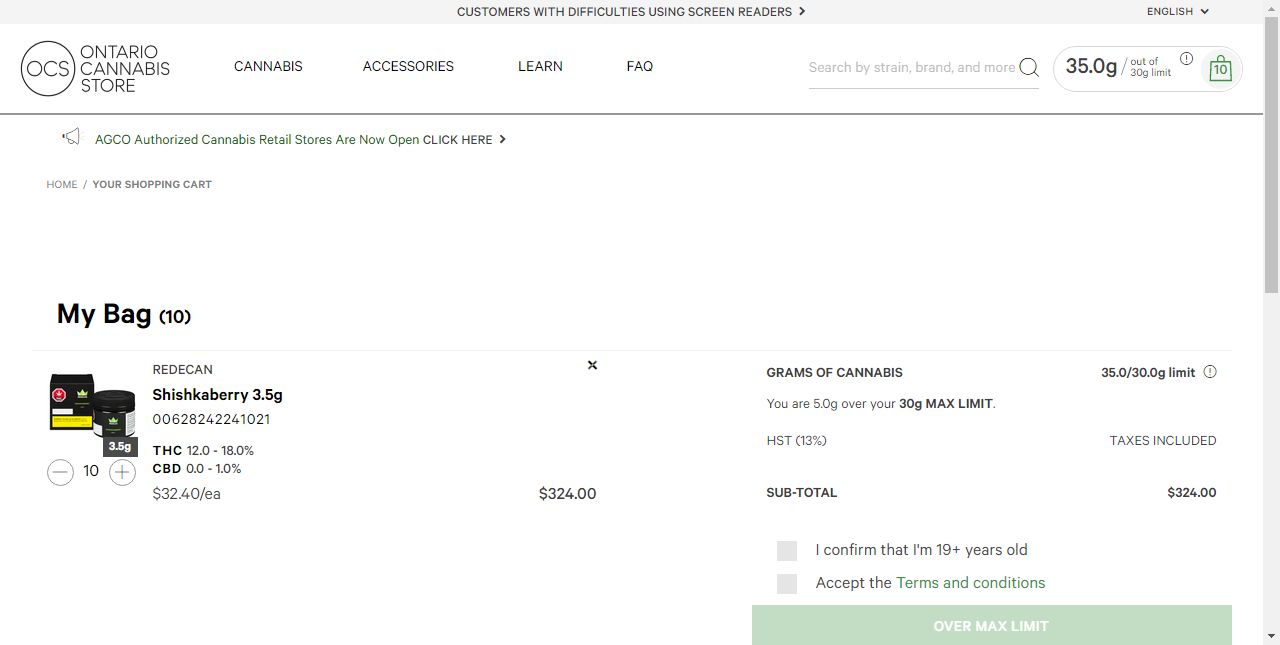 CUSTOMERS WITH DIFFICULTIES USING SCREEN READERS
ENGLISH
OCS ONTARIO CANNABIS STORE
CANNABIS
ACCESSORIES
LEARN
FAQ
Search by strain, brand, and more
35.0g / out of 30g limit
10
AGCO Authorized Cannabis Retail Stores Are Now Open CLICK HERE
HOME / YOUR SHOPPING CART
My Bag (10)
REDECAN
Shishkaberry 3.5g
00628242241021
3.5g
THC 12.0 - 18.0%
CBD 0.0 - 1.0%
10
$32.40/ea
$324.00
GRAMS OF CANNABIS
35.0/30.0g limit
You are 5.0g over your 30g MAX LIMIT.
HST (13%)
TAXES INCLUDED
SUB-TOTAL
$324.00
I confirm that I'm 19+ years old
Accept the Terms and conditions
OVER MAX LIMIT